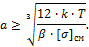 a ≥ ∛(12 · k · T / (β · [σ]см))